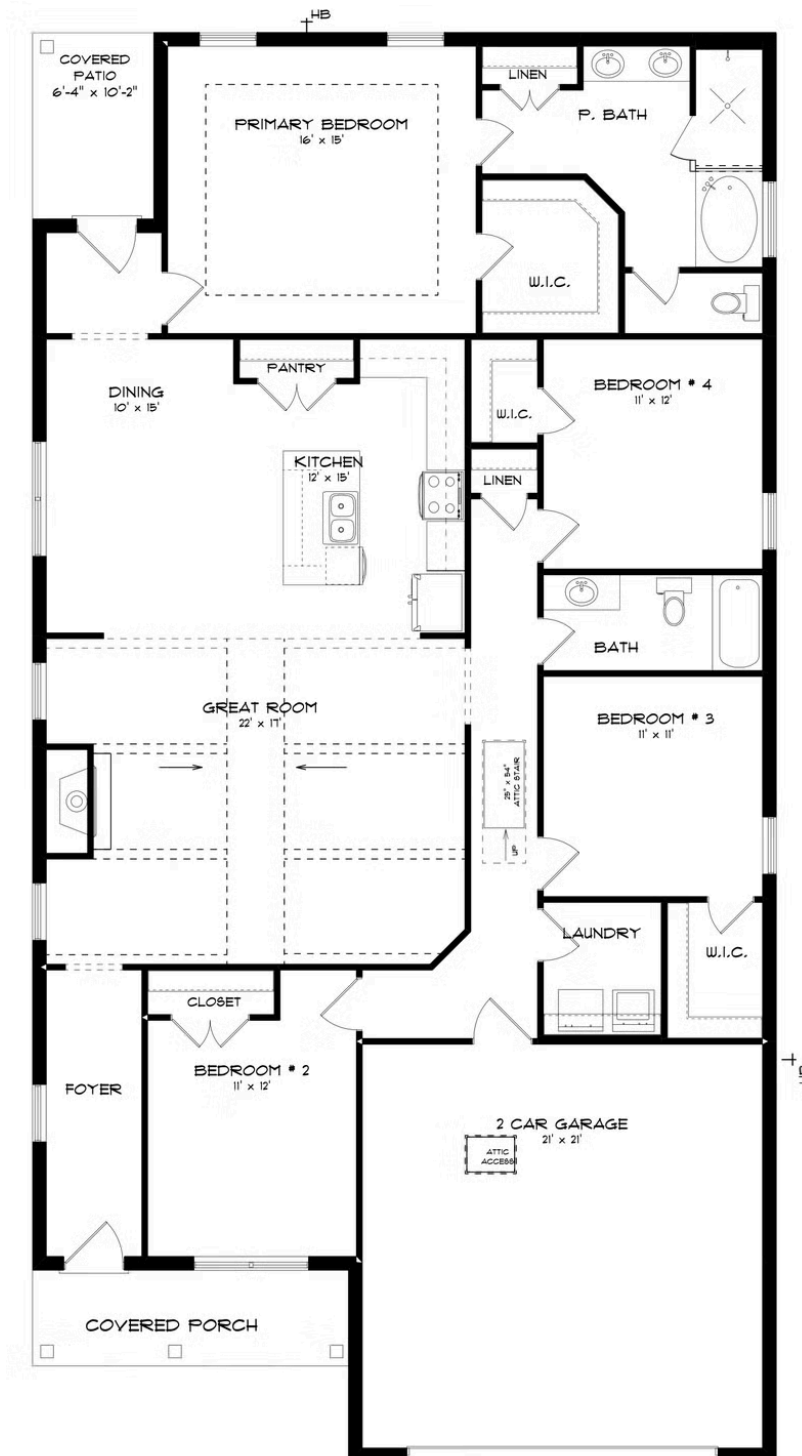 HB
COVERED
PATIO
6'-4" x 10'-2"
PRIMARY BEDROOM
16' x 15'
LINEN
P. BATH
W.I.C.
DINING
10' x 15'
PANTRY
KITCHEN
12' x 15'
W.I.C.
BEDROOM # 4
11' x 12'
LINEN
BATH
GREAT ROOM
22' x 17'
BEDROOM # 3
11' x 11'
25" x 54"
ATTIC STAIR
UP
LAUNDRY
W.I.C.
CLOSET
BEDROOM # 2
11' x 12'
FOYER
2 CAR GARAGE
21' x 21'
ATTIC
ACCESS
COVERED PORCH